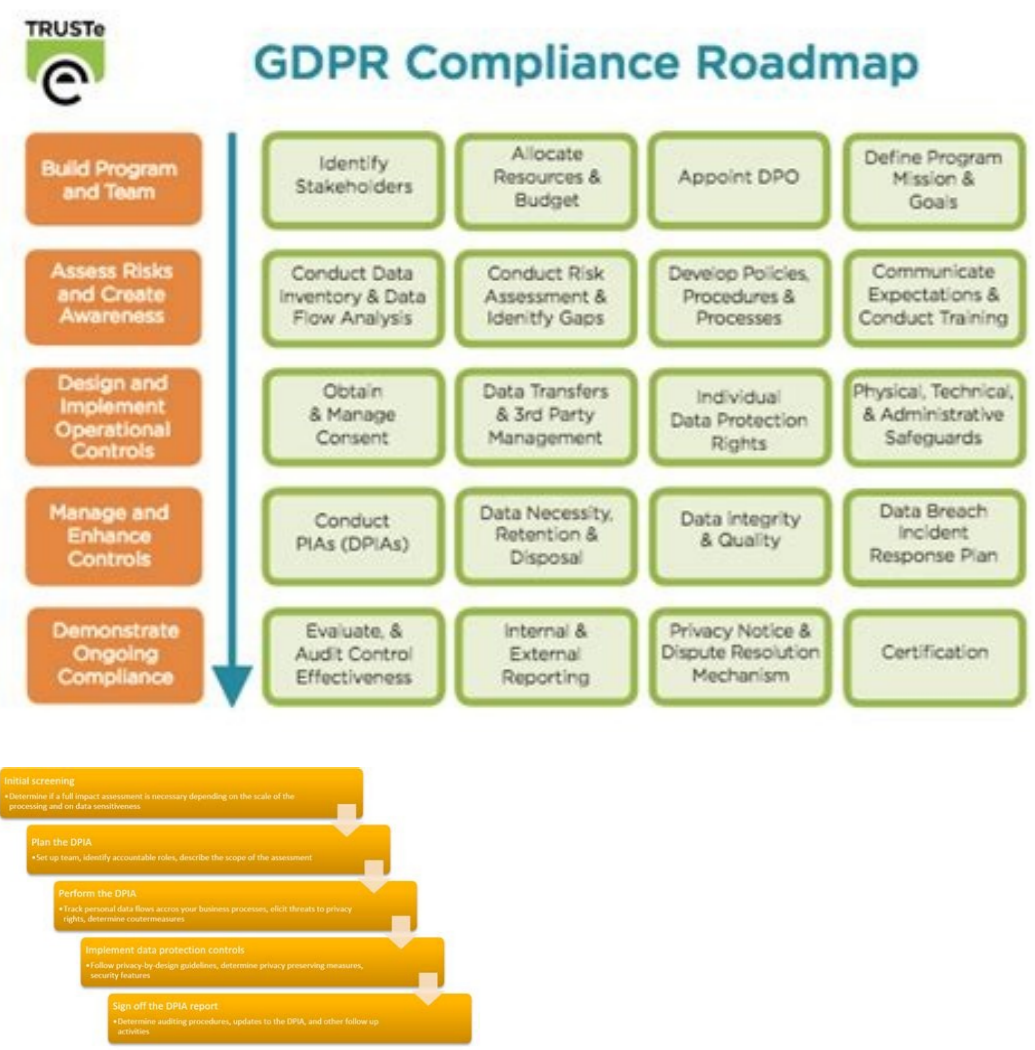 TRUSTe
e
GDPR Compliance Roadmap
Build Program
and Team
Identify
Stakeholders
Allocate
Resources &
Budget
Appoint DPO
Define Program
Mission &
Goals
Assess Risks
and Create
Awareness
Conduct Data
Inventory & Data
Flow Analysis
Conduct Risk
Assessment &
Idenitfy Gaps
Develop Policies,
Procedures &
Processes
Communicate
Expectations &
Conduct Training
Design and
Implement
Operational
Controls
Obtain
& Manage
Consent
Data Transfers
& 3rd Party
Management
Individual
Data Protection
Rights
Physical, Technical,
& Administrative
Safeguards
Manage and
Enhance
Controls
Conduct
PIAs (DPIAs)
Data Necessity,
Retention &
Disposal
Data Integrity
& Quality
Data Breach
Incident
Response Plan
Demonstrate
Ongoing
Compliance
Evaluate, &
Audit Control
Effectiveness
Internal &
External
Reporting
Privacy Notice &
Dispute Resolution
Mechanism
Certification
Initial screening
•Determine if a full impact assessment is necessary depending on the scale of the
processing and on data sensitiveness
Plan the DPIA
•Set up team, identify accountable roles, describe the scope of the assessment
Perform the DPIA
•Track personal data flows accros your business processes, elicit threats to privacy
rights, determine coutermeasures
Implement data protection controls
•Follow privacy-by-design guidelines, determine privacy preserving measures,
security features
Sign off the DPIA report
•Determine auditing procedures, updates to the DPIA, and other follow up
activities